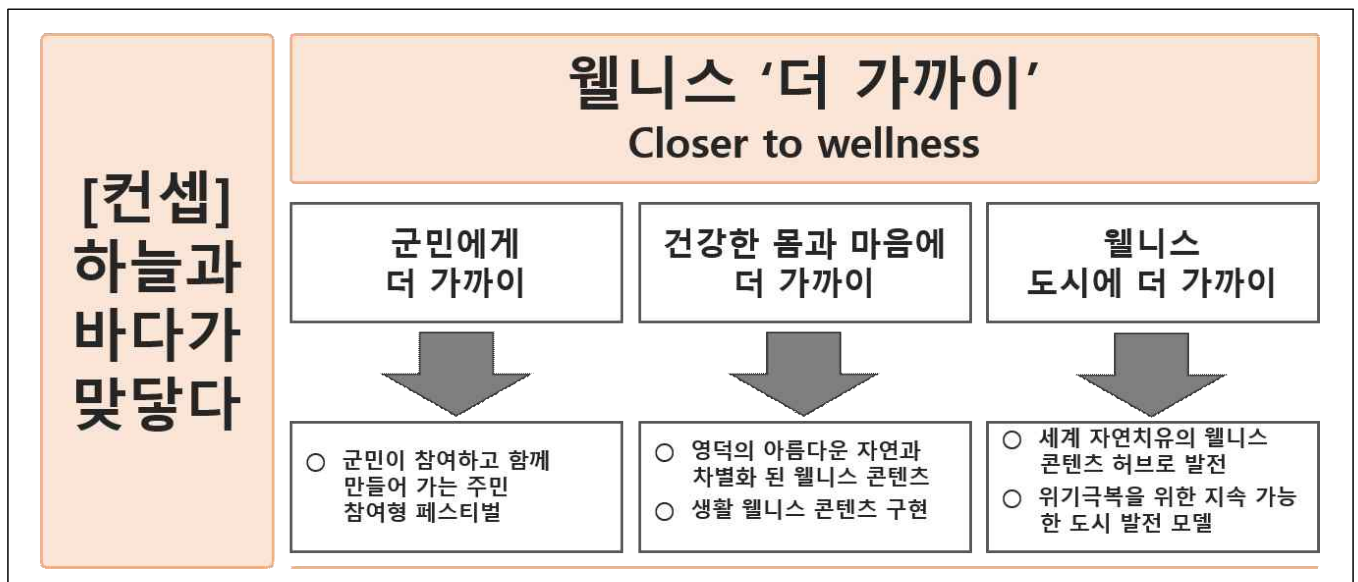 [컨셉]
하늘과
바다가
맞닿다
웰니스 ‘더 가까이’
Closer to wellness
군민에게
더 가까이
건강한 몸과 마음에
더 가까이
웰니스
도시에 더 가까이
○ 군민이 참여하고 함께
만들어 가는 주민
참여형 페스티벌
○ 영덕의 아름다운 자연과
차별화 된 웰니스 콘텐츠
○ 생활 웰니스 콘텐츠 구현
○ 세계 자연치유의 웰니스
콘텐츠 허브로 발전
○ 위기극복을 위한 지속 가능
한 도시 발전 모델